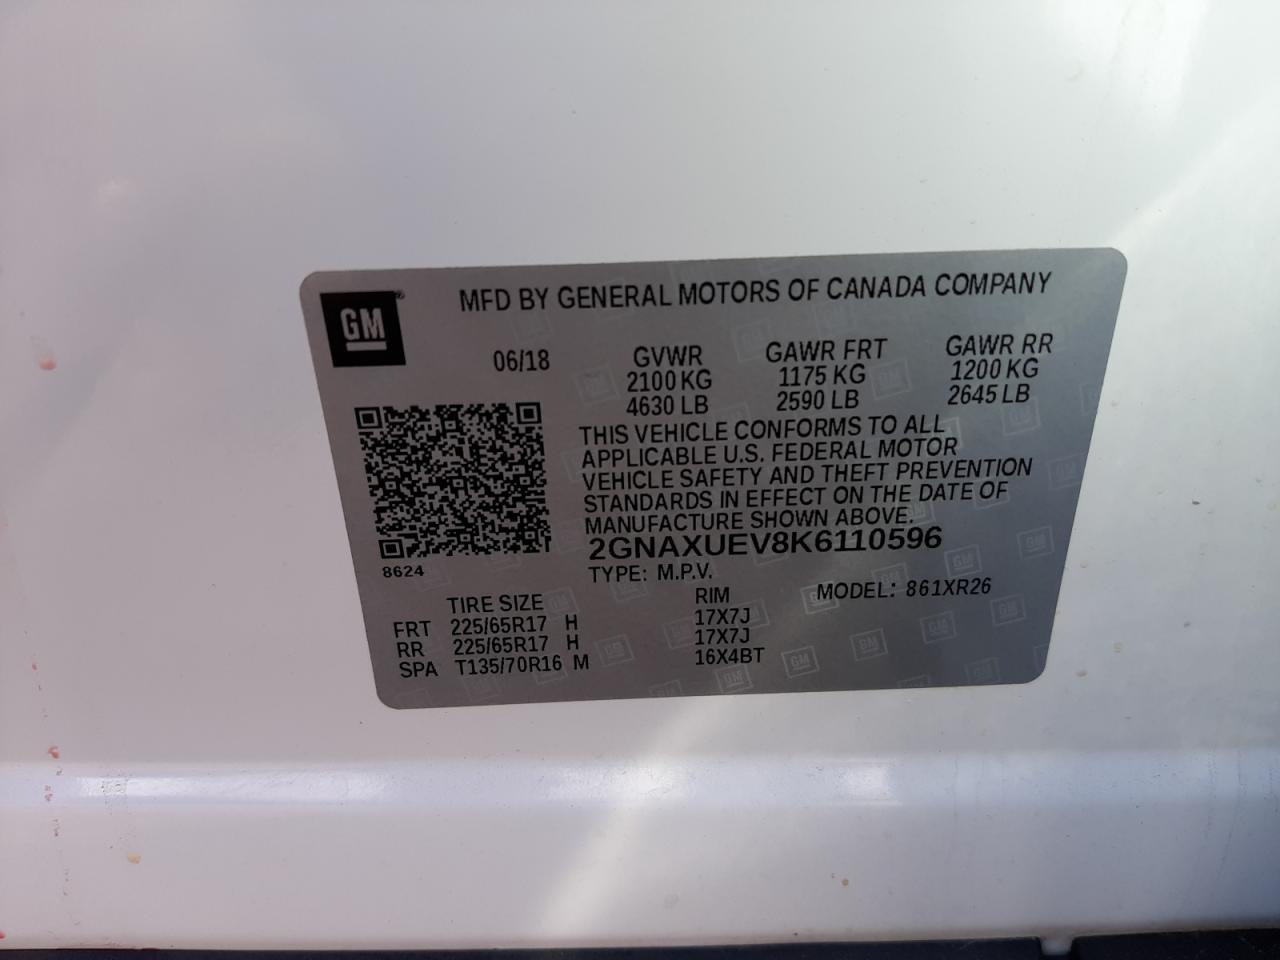 GM
MFD BY GENERAL MOTORS OF CANADA COMPANY
06/18 GVWR GAWR FRT GAWR RR
2100 KG 1175 KG 1200 KG
4630 LB 2590 LB 2645 LB
THIS VEHICLE CONFORMS TO ALL
APPLICABLE U.S. FEDERAL MOTOR
VEHICLE SAFETY AND THEFT PREVENTION
STANDARDS IN EFFECT ON THE DATE OF
MANUFACTURE SHOWN ABOVE.
2GNAXUEV8K6110596
8624
TYPE: M.P.V. MODEL: 861XR26
TIRE SIZE RIM
FRT 225/65R17 H 17X7J
RR 225/65R17 H 17X7J
SPA T135/70R16 M 16X4BT